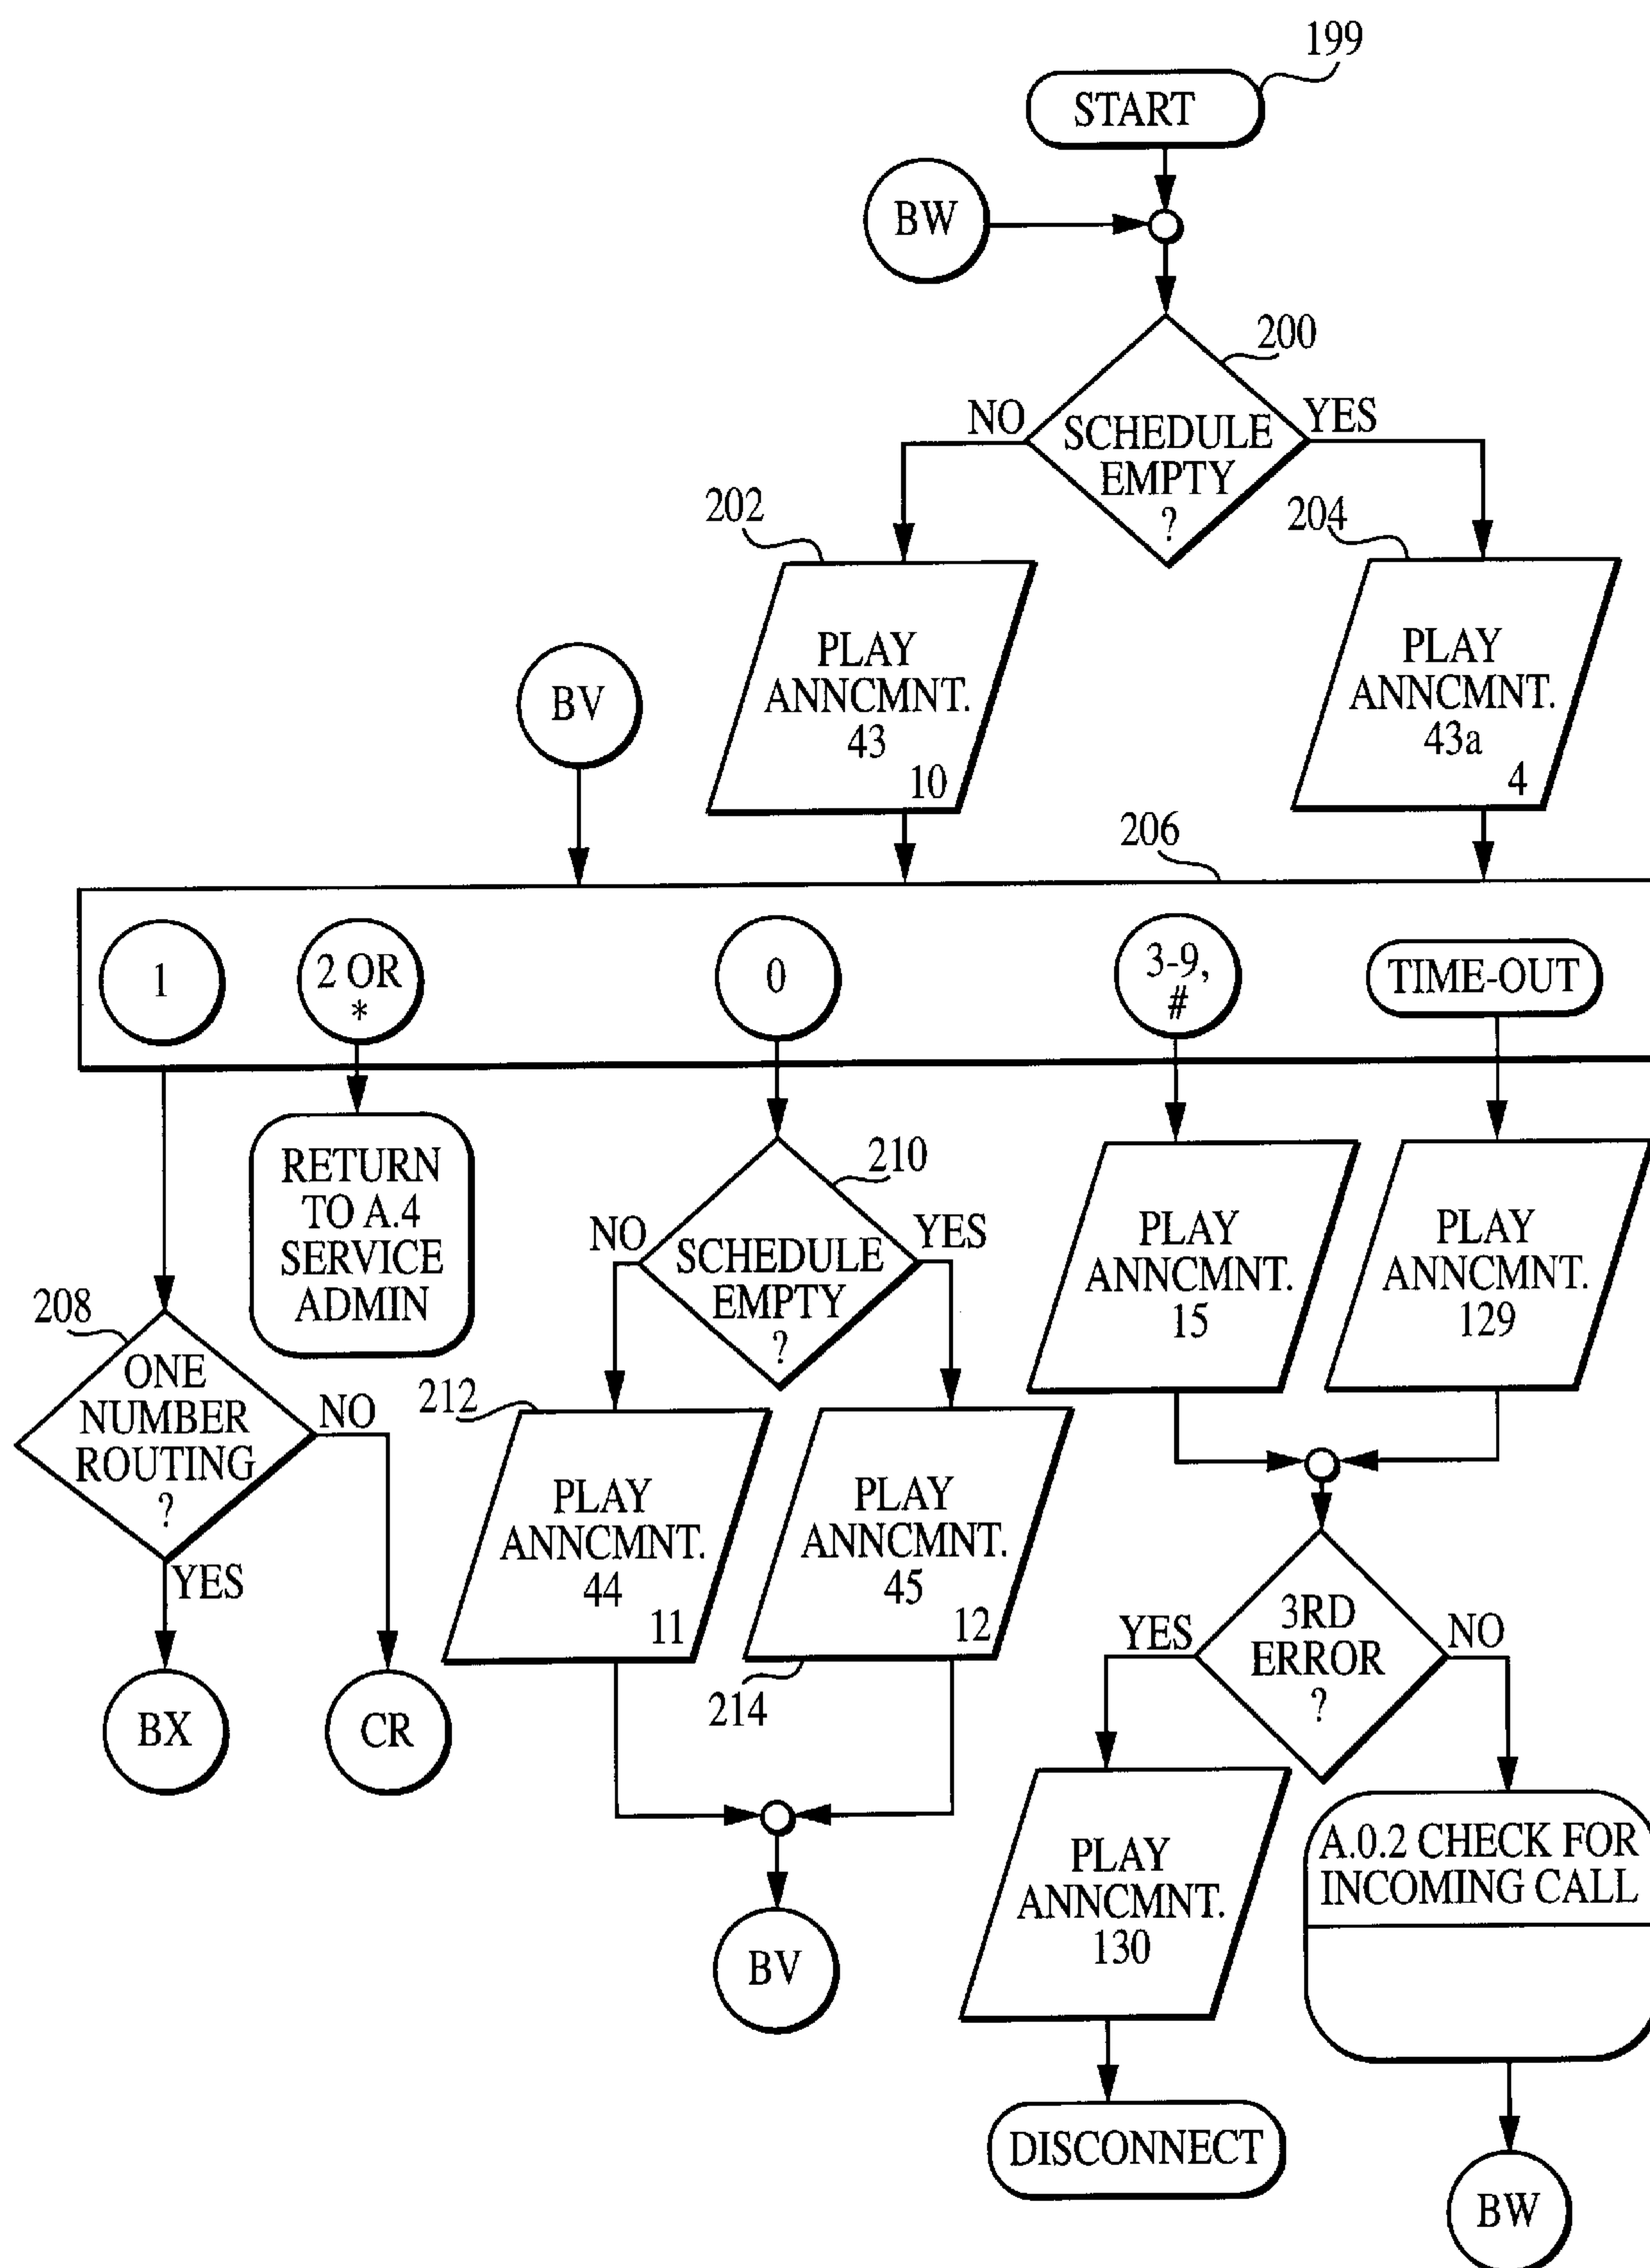 199
START
BW
200
NO
YES
SCHEDULE
EMPTY
?
202
204
PLAY
ANNCMNT.
43
10
PLAY
ANNCMNT.
43a
4
BV
206
1
2 OR
*
0
3-9,
#
TIME-OUT
RETURN
TO A.4
SERVICE
ADMIN
210
NO
YES
SCHEDULE
EMPTY
?
PLAY
ANNCMNT.
15
PLAY
ANNCMNT.
129
208
ONE
NUMBER
ROUTING
?
NO
YES
212
PLAY
ANNCMNT.
44
11
PLAY
ANNCMNT.
45
12
214
3RD
ERROR
?
YES
NO
BX
CR
BV
PLAY
ANNCMNT.
130
A.0.2 CHECK FOR
INCOMING CALL
DISCONNECT
BW